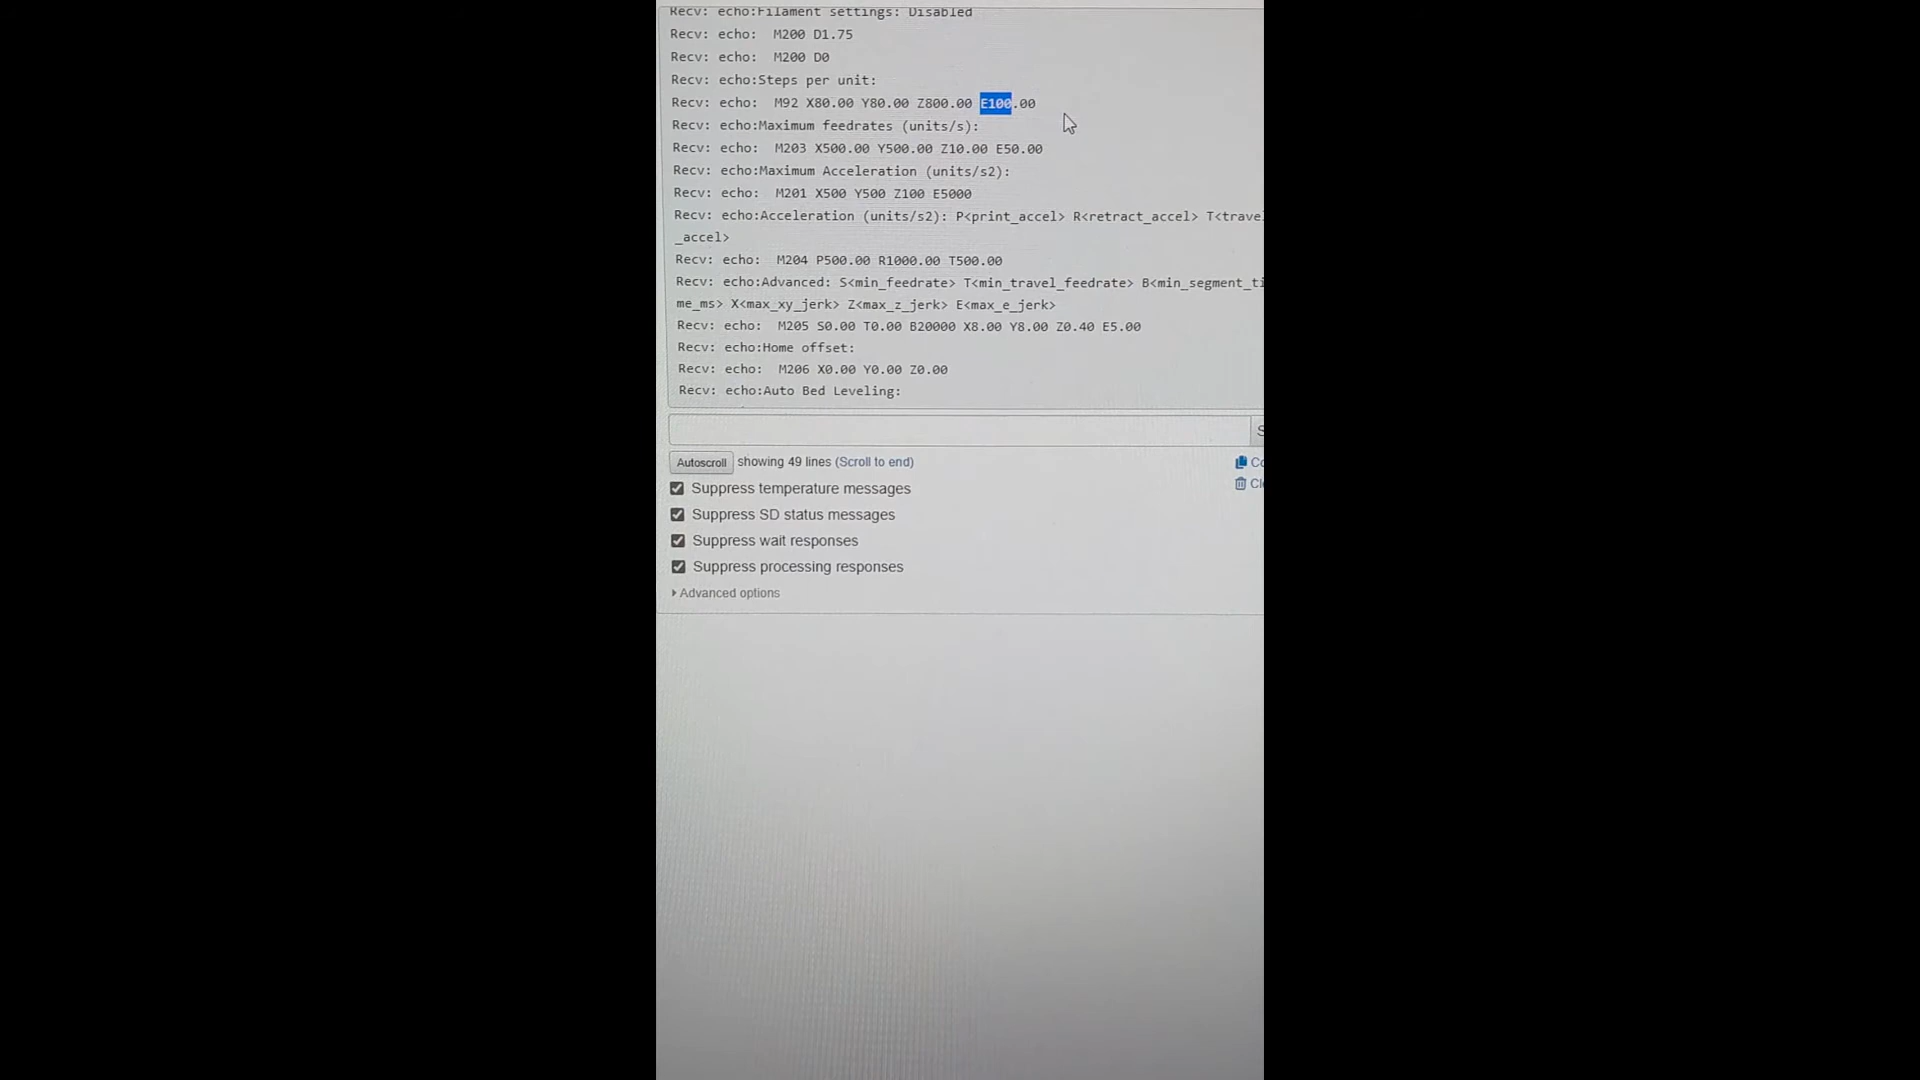 Recv: echo:Filament settings: Disabled
Recv: echo:  M200 D1.75
Recv: echo:  M200 D0
Recv: echo:Steps per unit:
Recv: echo:  M92 X80.00 Y80.00 Z800.00 E100.00
Recv: echo:Maximum feedrates (units/s):
Recv: echo:  M203 X500.00 Y500.00 Z10.00 E50.00
Recv: echo:Maximum Acceleration (units/s2):
Recv: echo:  M201 X500 Y500 Z100 E5000
Recv: echo:Acceleration (units/s2): P<print_accel> R<retract_accel> T<trave
_accel>
Recv: echo:  M204 P500.00 R1000.00 T500.00
Recv: echo:Advanced: S<min_feedrate> T<min_travel_feedrate> B<min_segment_ti
me_ms> X<max_xy_jerk> Z<max_z_jerk> E<max_e_jerk>
Recv: echo:  M205 S0.00 T0.00 B20000 X8.00 Y8.00 Z0.40 E5.00
Recv: echo:Home offset:
Recv: echo:  M206 X0.00 Y0.00 Z0.00
Recv: echo:Auto Bed Leveling:
Autoscroll showing 49 lines (Scroll to end)
Suppress temperature messages
Suppress SD status messages
Suppress wait responses
Suppress processing responses
Advanced options